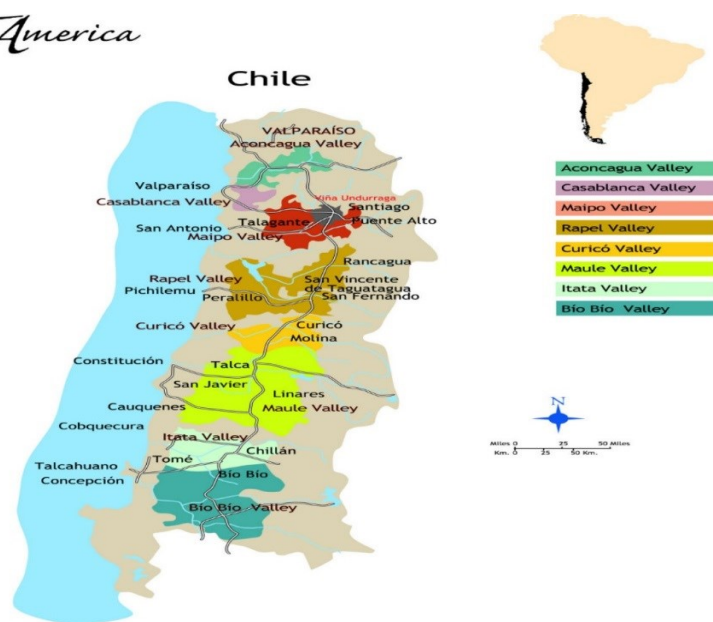 America
Chile
VALPARAÍSO
Aconcagua Valley
Valparaíso
Casablanca Valley
Viña Undurraga
Santiago
Talagante
Puente Alto
San Antonio
Maipo Valley
Rancagua
Rapel Valley
San Vincente
de Taguatagua
Pichilemu
Peralillo
San Fernando
Curicó Valley
Curicó
Molina
Constitución
Talca
San Javier
Linares
Cauquenes
Maule Valley
Cobquecura
Itata Valley
Chillán
Talcahuano
Tomé
Concepción
Bío Bío
Bío Bío Valley
Aconcagua Valley
Casablanca Valley
Maipo Valley
Rapel Valley
Curicó Valley
Maule Valley
Itata Valley
Bío Bío Valley
N
Miles 0 25 50 Miles
Km. 0 25 50 Km.